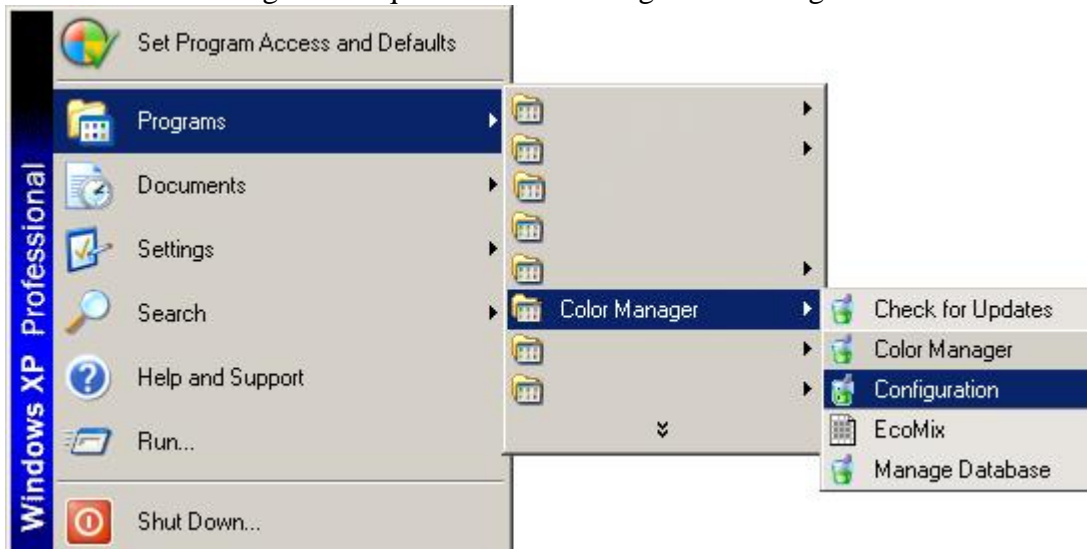 Windows XP Professional
Set Program Access and Defaults
Programs
Documents
Settings
Search
Help and Support
Run...
Shut Down...
Color Manager
Check for Updates
Color Manager
Configuration
EcoMix
Manage Database